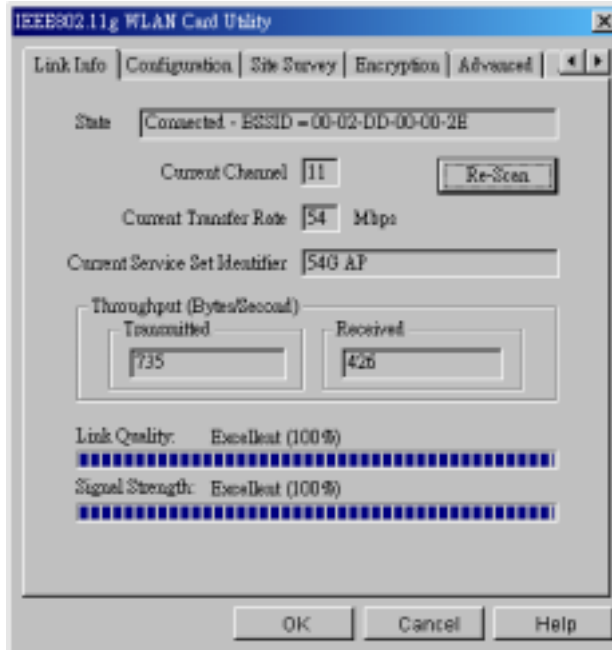 IEEE802.11g WLAN Card Utility
Link Info Configuration Site Survey Encryption Advanced
State Connected - BSSID = 00-02-DD-00-00-2E
Current Channel 11 Re-Scan
Current Transfer Rate 54 Mbps
Current Service Set Identifier 54G AP
Throughput (Bytes/Second)
Transmitted Received
735 426
Link Quality: Excellent (100%)
Signal Strength: Excellent (100%)
OK Cancel Help